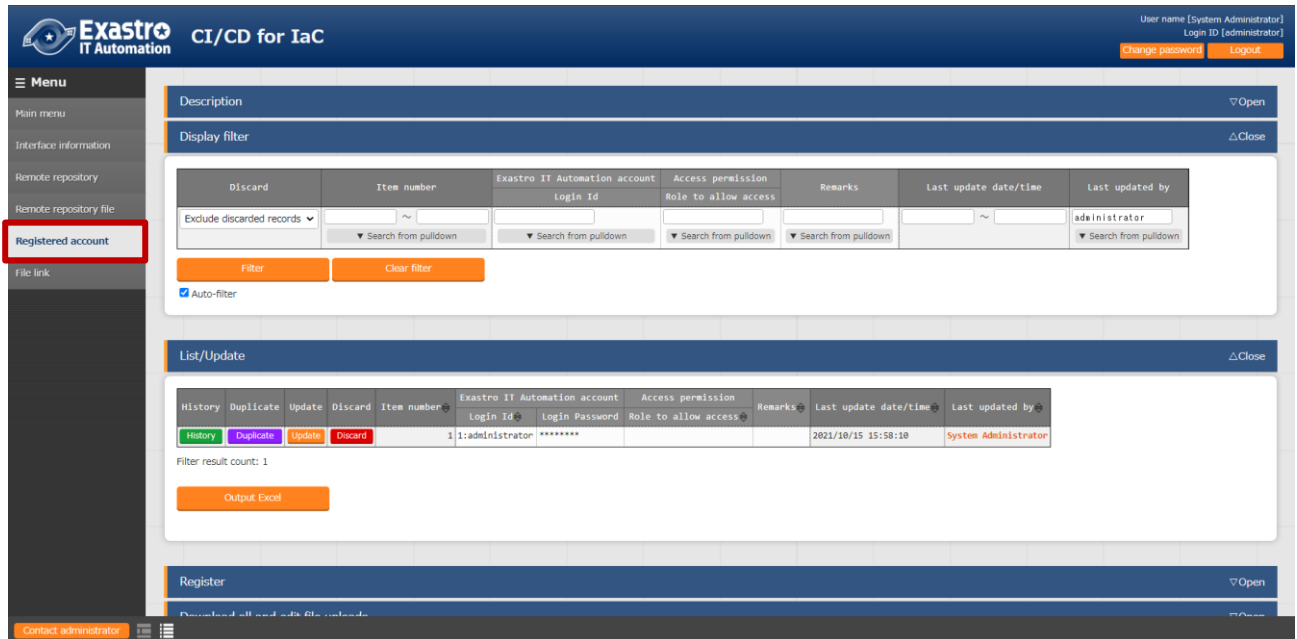 Exastro
IT Automation
CI/CD for IaC
User name [System Administrator]
Login ID [administrator]
Change password
Logout
☰ Menu
Main menu
Interface information
Remote repository
Remote repository file
Registered account
File link
Description ▽Open
Display filter △Close
Discard Item number Exastro IT Automation account Access permission Remarks Last update date/time Last updated by
Login Id Role to allow access
Exclude discarded records ~ ~ administrator
▼ Search from pulldown ▼ Search from pulldown ▼ Search from pulldown ▼ Search from pulldown ▼ Search from pulldown
Filter Clear filter
Auto-filter
List/Update △Close
History Duplicate Update Discard Item number Exastro IT Automation account Access permission Remarks Last update date/time Last updated by
Login Id Login Password Role to allow access
History Duplicate Update Discard 1 1:administrator ******** 2021/10/15 15:58:10 System Administrator
Filter result count: 1
Output Excel
Register ▽Open
Download all and edit file uploads ▽Open
Contact administrator